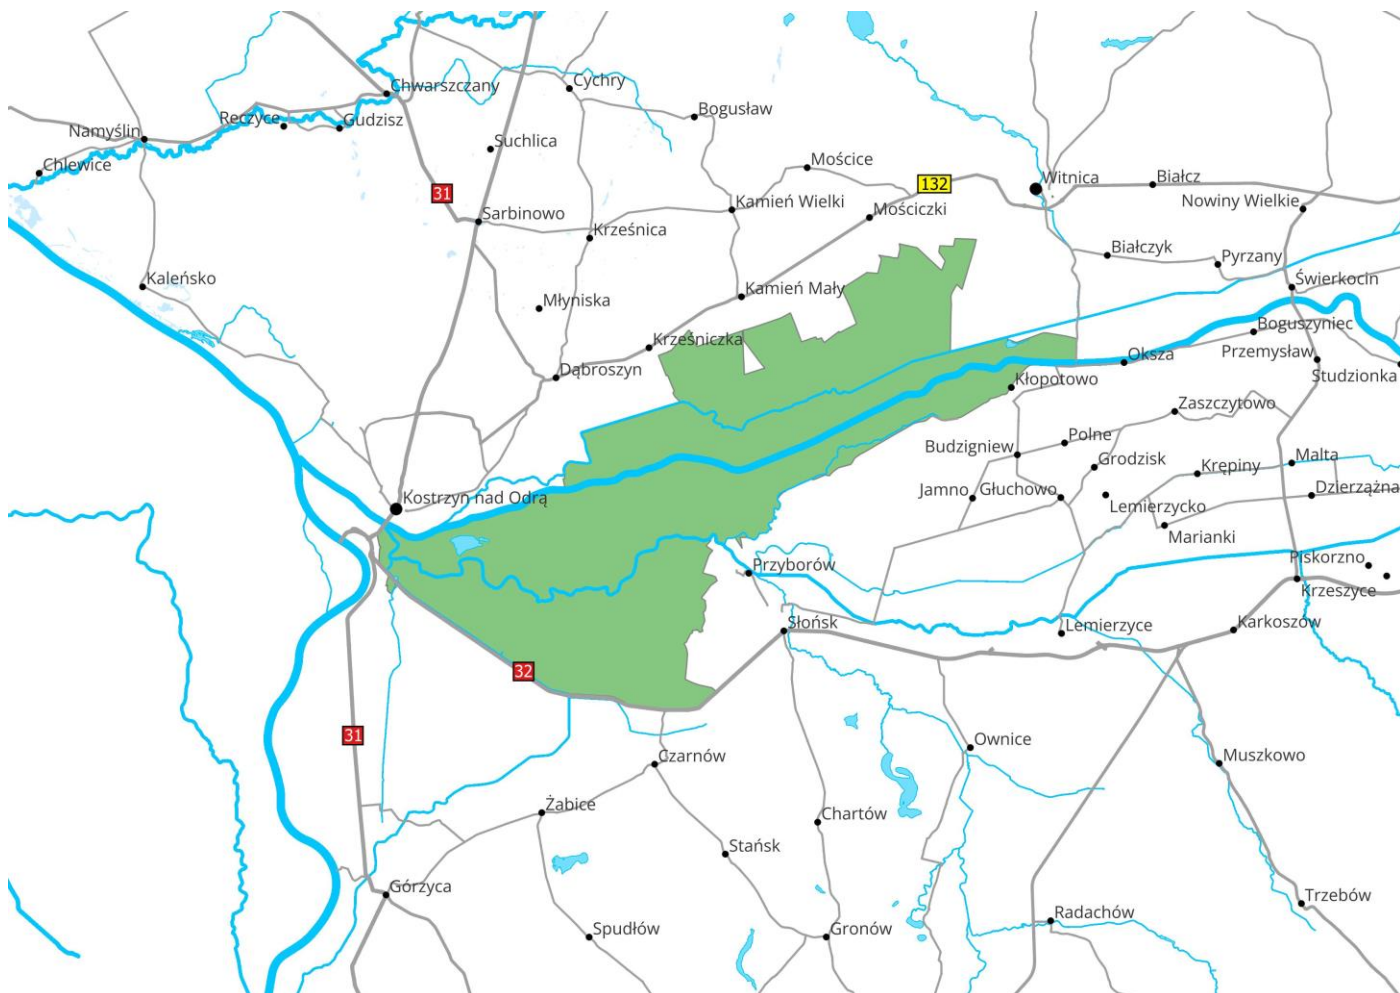 Chwarszczany
Cychry
Bogusław
Reczyce
Gudzisz
Namyślin
Suchlica
Chlewice
Mościce
132
Witnica
Białcz
31
Kamień Wielki
Nowiny Wielkie
Sarbinowo
Mościczki
Krześnica
Białczyk
Pyrzany
Kaleńsko
Świerkocin
Kamień Mały
Młyniska
Boguszyniec
Krześniczka
Oksza
Przemysław
Dąbroszyn
Kłopotowo
Studzionka
Zaszczytowo
Budzigniew
Polne
Grodzisk
Krępiny
Malta
Jamno
Głuchowo
Dzierzążna
Kostrzyn nad Odrą
Lemierzycko
Marianki
Przyborów
Piskorzno
Krzeszyce
Słońsk
Lemierzyce
Karkoszów
32
31
Ownice
Czarnów
Muszkowo
Żabice
Chartów
Stańsk
Górzyca
Trzebów
Radachów
Spudłów
Gronów